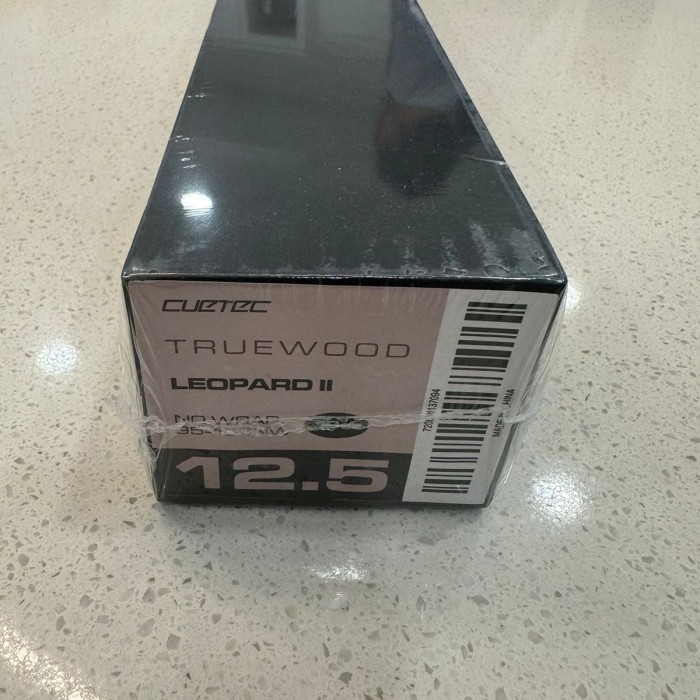 CUETEC
TRUEWOOD
LEOPARD II
NO WRAP
12.5
MADE IN CHINA